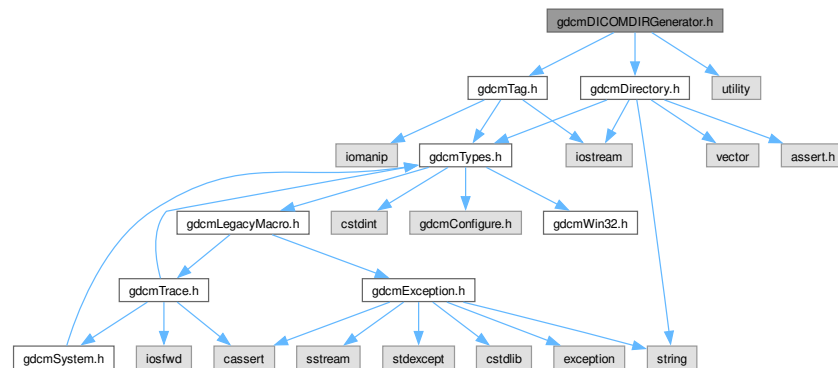 gdcmDICOMDIRGenerator.h
gdcmTag.h
gdcmDirectory.h
utility
iomanip
gdcmTypes.h
iostream
vector
assert.h
gdcmLegacyMacro.h
cstdint
gdcmConfigure.h
gdcmWin32.h
gdcmTrace.h
gdcmException.h
gdcmSystem.h
iosfwd
cassert
sstream
stdexcept
cstdlib
exception
string